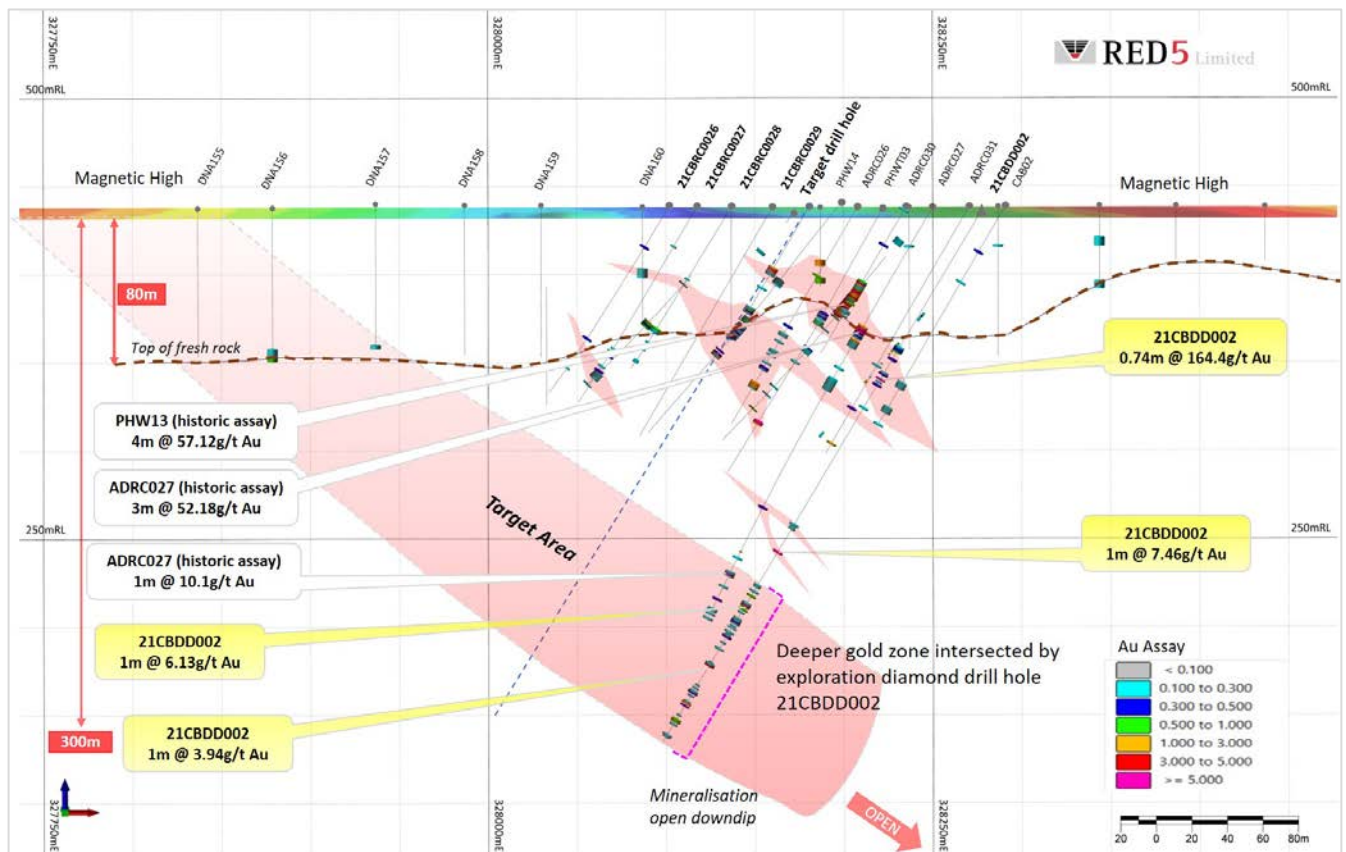 327750mE
328000mE
328250mE
RED5 Limited
500mRL
500mRL
Magnetic High
DNA155
DNA156
DNA157
DNA158
DNA159
DNA160
21CBRC0026
21CBRC0027
21CBRC0028
21CBRC0029
Target drill hole
PHW14
ADRC026
PHWT03
ADRC030
ADRC027
ADRC031
21CBDD002
CAB02
Magnetic High
80m
Top of fresh rock
21CBDD002
0.74m @ 164.4g/t Au
PHW13 (historic assay)
4m @ 57.12g/t Au
ADRC027 (historic assay)
3m @ 52.18g/t Au
Target Area
250mRL
250mRL
21CBDD002
1m @ 7.46g/t Au
ADRC027 (historic assay)
1m @ 10.1g/t Au
21CBDD002
1m @ 6.13g/t Au
Deeper gold zone intersected by
exploration diamond drill hole
21CBDD002
Au Assay
< 0.100
0.100 to 0.300
0.300 to 0.500
0.500 to 1.000
1.000 to 3.000
3.000 to 5.000
>= 5.000
21CBDD002
1m @ 3.94g/t Au
300m
Mineralisation
open downdip
OPEN
327750mE
328000mE
328250mE
20 0 20 40 60 80m